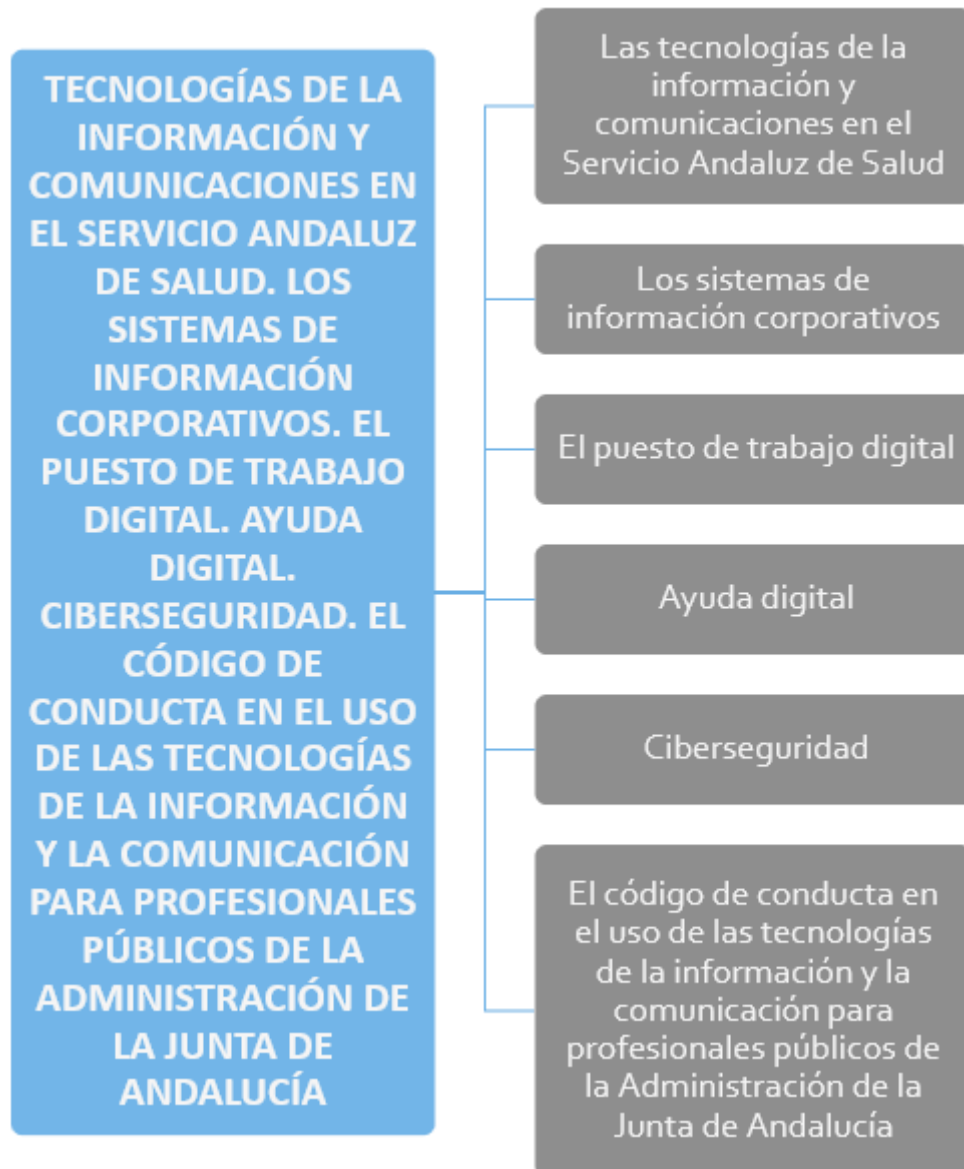 TECNOLOGÍAS DE LA
INFORMACIÓN Y
COMUNICACIONES EN
EL SERVICIO ANDALUZ
DE SALUD. LOS
SISTEMAS DE
INFORMACIÓN
CORPORATIVOS. EL
PUESTO DE TRABAJO
DIGITAL. AYUDA
DIGITAL.
CIBERSEGURIDAD. EL
CÓDIGO DE
CONDUCTA EN EL USO
DE LAS TECNOLOGÍAS
DE LA INFORMACIÓN
Y LA COMUNICACIÓN
PARA PROFESIONALES
PÚBLICOS DE LA
ADMINISTRACIÓN DE
LA JUNTA DE
ANDALUCÍA
Las tecnologías de la
información y
comunicaciones en el
Servicio Andaluz de Salud
Los sistemas de
información corporativos
El puesto de trabajo digital
Ayuda digital
Ciberseguridad
El código de conducta en
el uso de las tecnologías
de la información y la
comunicación para
profesionales públicos de
la Administración de la
Junta de Andalucía